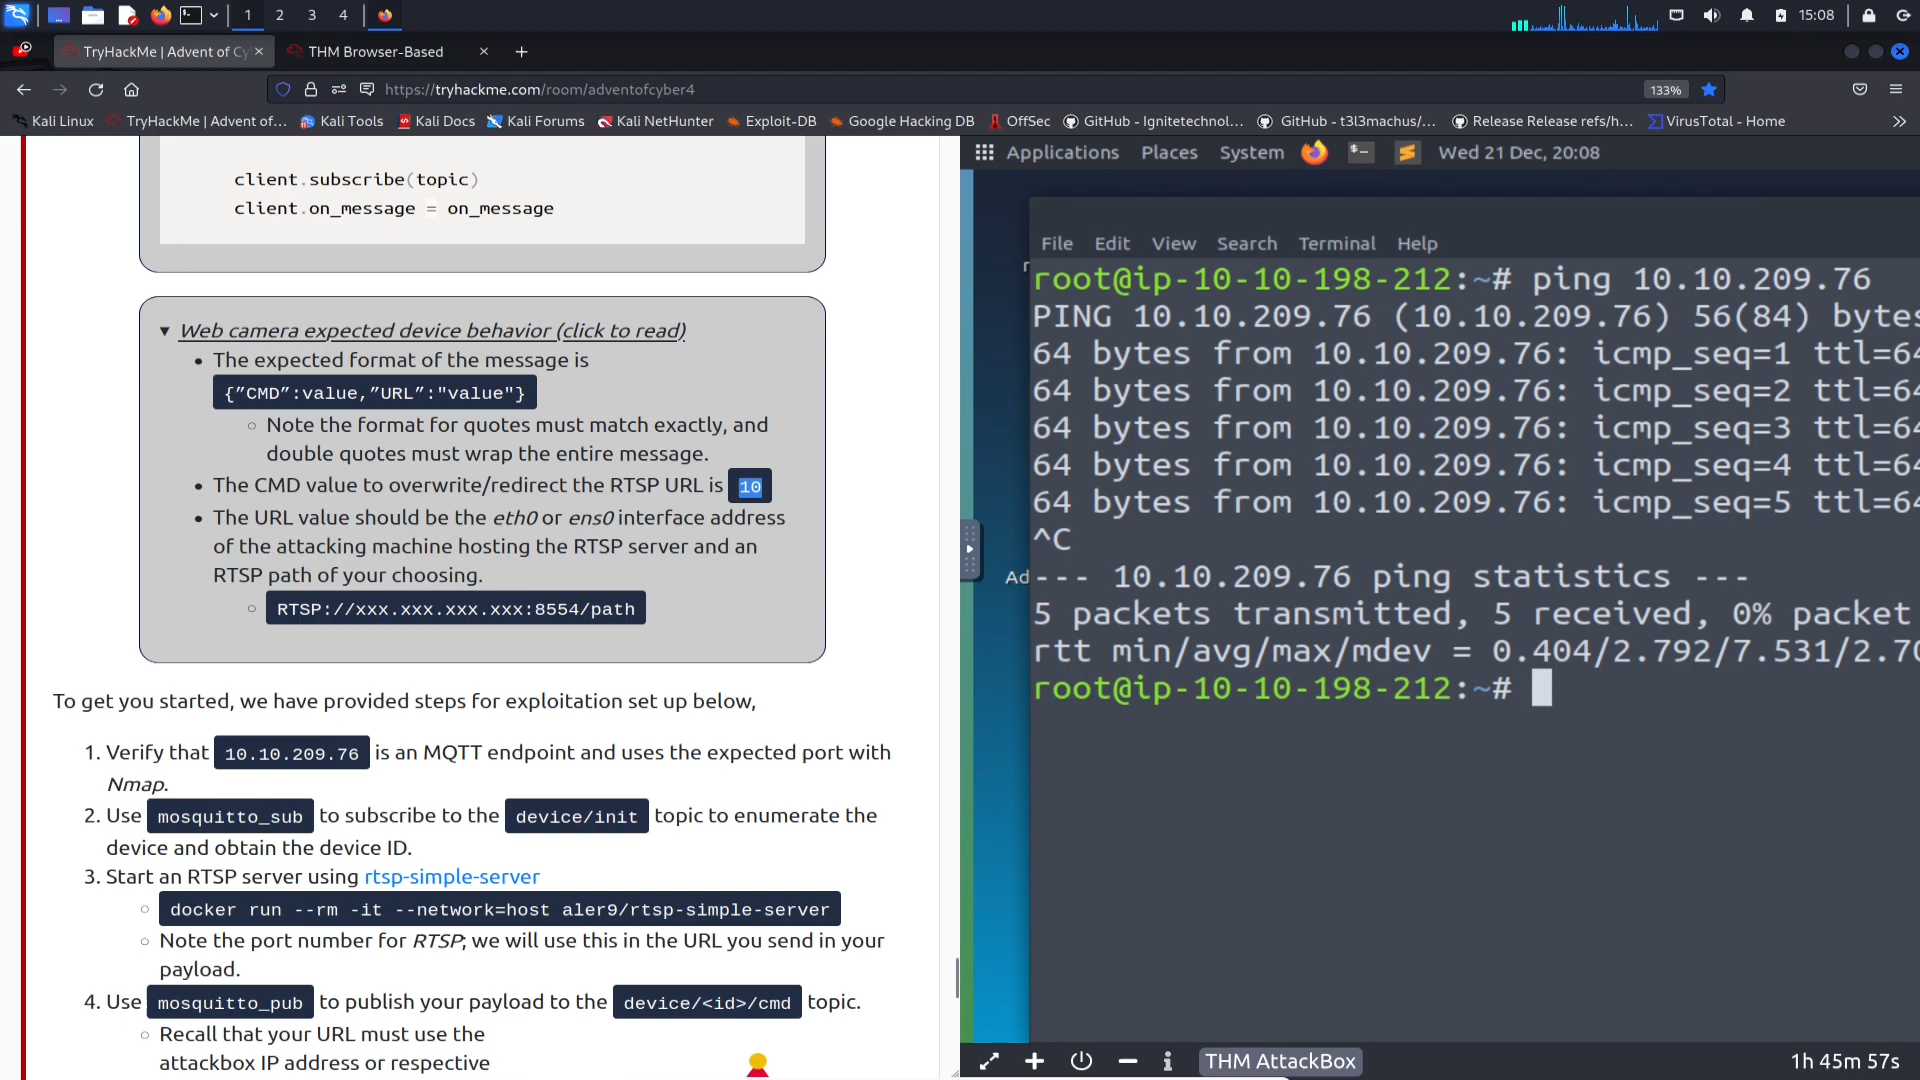 1
2
3
4
15:08
TryHackMe | Advent of Cy
THM Browser-Based
https://tryhackme.com/room/adventofcyber4
133%
Kali Linux
TryHackMe | Advent of...
Kali Tools
Kali Docs
Kali Forums
Kali NetHunter
Exploit-DB
Google Hacking DB
OffSec
GitHub - Ignitetechnol...
GitHub - t3l3machus/...
Release Release refs/h...
VirusTotal - Home
client.subscribe(topic)
client.on_message = on_message
Web camera expected device behavior (click to read)
The expected format of the message is
{”CMD”:value,”URL”:"value"}
Note the format for quotes must match exactly, and
double quotes must wrap the entire message.
The CMD value to overwrite/redirect the RTSP URL is 10
The URL value should be the eth0 or ens0 interface address
of the attacking machine hosting the RTSP server and an
RTSP path of your choosing.
RTSP://xxx.xxx.xxx.xxx:8554/path
To get you started, we have provided steps for exploitation set up below,
1. Verify that 10.10.209.76 is an MQTT endpoint and uses the expected port with
Nmap.
2. Use mosquitto_sub to subscribe to the device/init topic to enumerate the
device and obtain the device ID.
3. Start an RTSP server using rtsp-simple-server
docker run --rm -it --network=host aler9/rtsp-simple-server
Note the port number for RTSP; we will use this in the URL you send in your
payload.
4. Use mosquitto_pub to publish your payload to the device/<id>/cmd topic.
Recall that your URL must use the
attackbox IP address or respective
Applications Places System
Wed 21 Dec, 20:08
File Edit View Search Terminal Help
root@ip-10-10-198-212:~# ping 10.10.209.76
PING 10.10.209.76 (10.10.209.76) 56(84) bytes
64 bytes from 10.10.209.76: icmp_seq=1 ttl=64
64 bytes from 10.10.209.76: icmp_seq=2 ttl=64
64 bytes from 10.10.209.76: icmp_seq=3 ttl=64
64 bytes from 10.10.209.76: icmp_seq=4 ttl=64
64 bytes from 10.10.209.76: icmp_seq=5 ttl=64
^C
Ad
--- 10.10.209.76 ping statistics ---
5 packets transmitted, 5 received, 0% packet
rtt min/avg/max/mdev = 0.404/2.792/7.531/2.70
root@ip-10-10-198-212:~#
THM AttackBox
1h 45m 57s